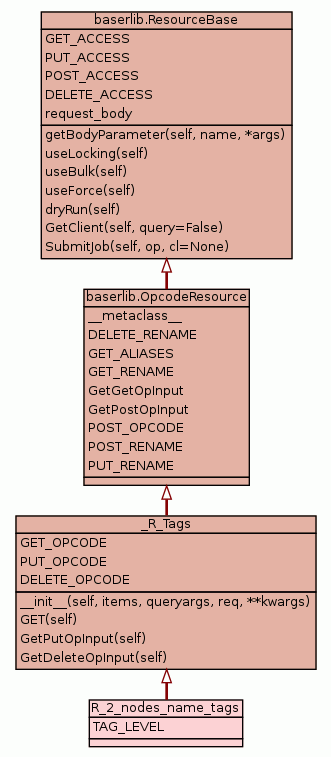 baserlib.ResourceBase
GET_ACCESS
PUT_ACCESS
POST_ACCESS
DELETE_ACCESS
request_body
getBodyParameter(self, name, *args)
useLocking(self)
useBulk(self)
useForce(self)
dryRun(self)
GetClient(self, query=False)
SubmitJob(self, op, cl=None)
baserlib.OpcodeResource
__metaclass__
DELETE_RENAME
GET_ALIASES
GET_RENAME
GetGetOpInput
GetPostOpInput
POST_OPCODE
POST_RENAME
PUT_RENAME
_R_Tags
GET_OPCODE
PUT_OPCODE
DELETE_OPCODE
__init__(self, items, queryargs, req, **kwargs)
GET(self)
GetPutOpInput(self)
GetDeleteOpInput(self)
R_2_nodes_name_tags
TAG_LEVEL